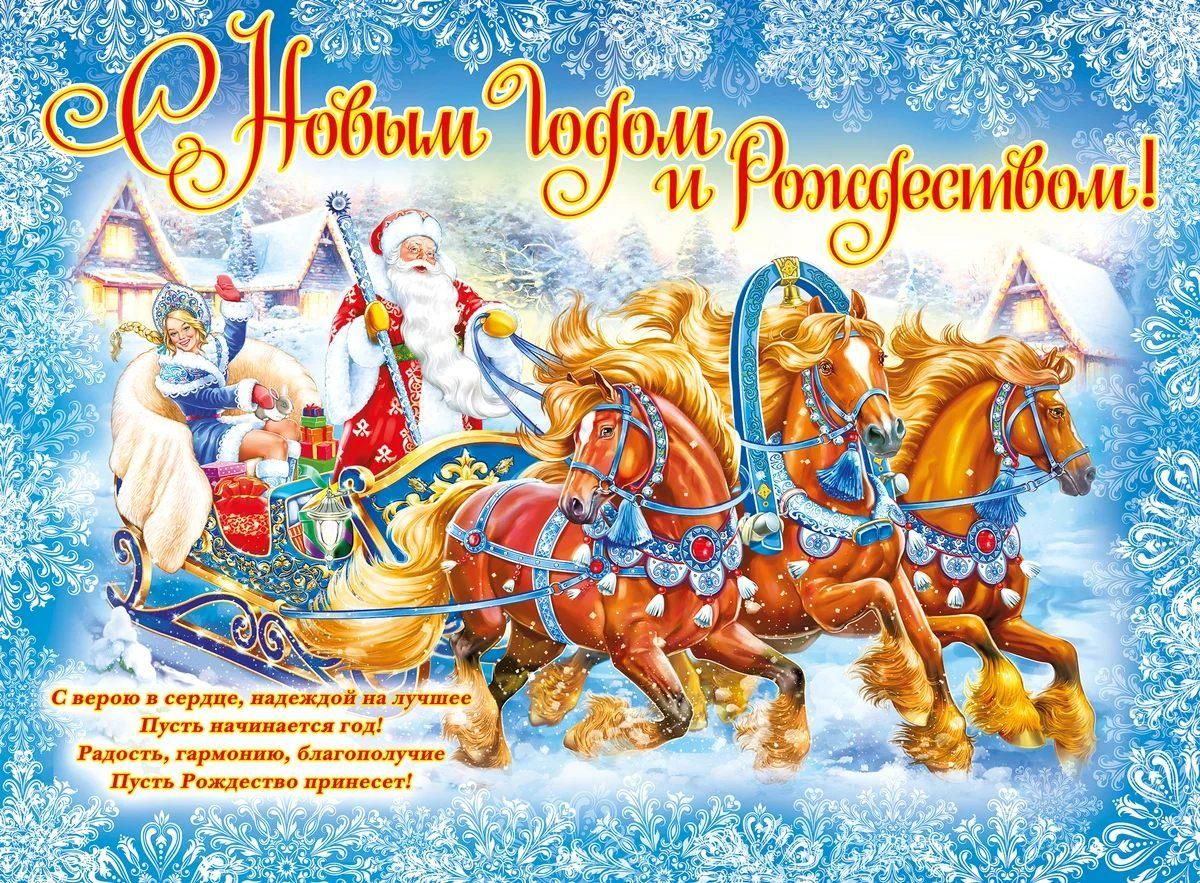 С Новым Годом
и Рождеством!
С верою в сердце, надеждой на лучшее
Пусть начинается год!
Радость, гармонию, благополучие
Пусть Рождество принесет!